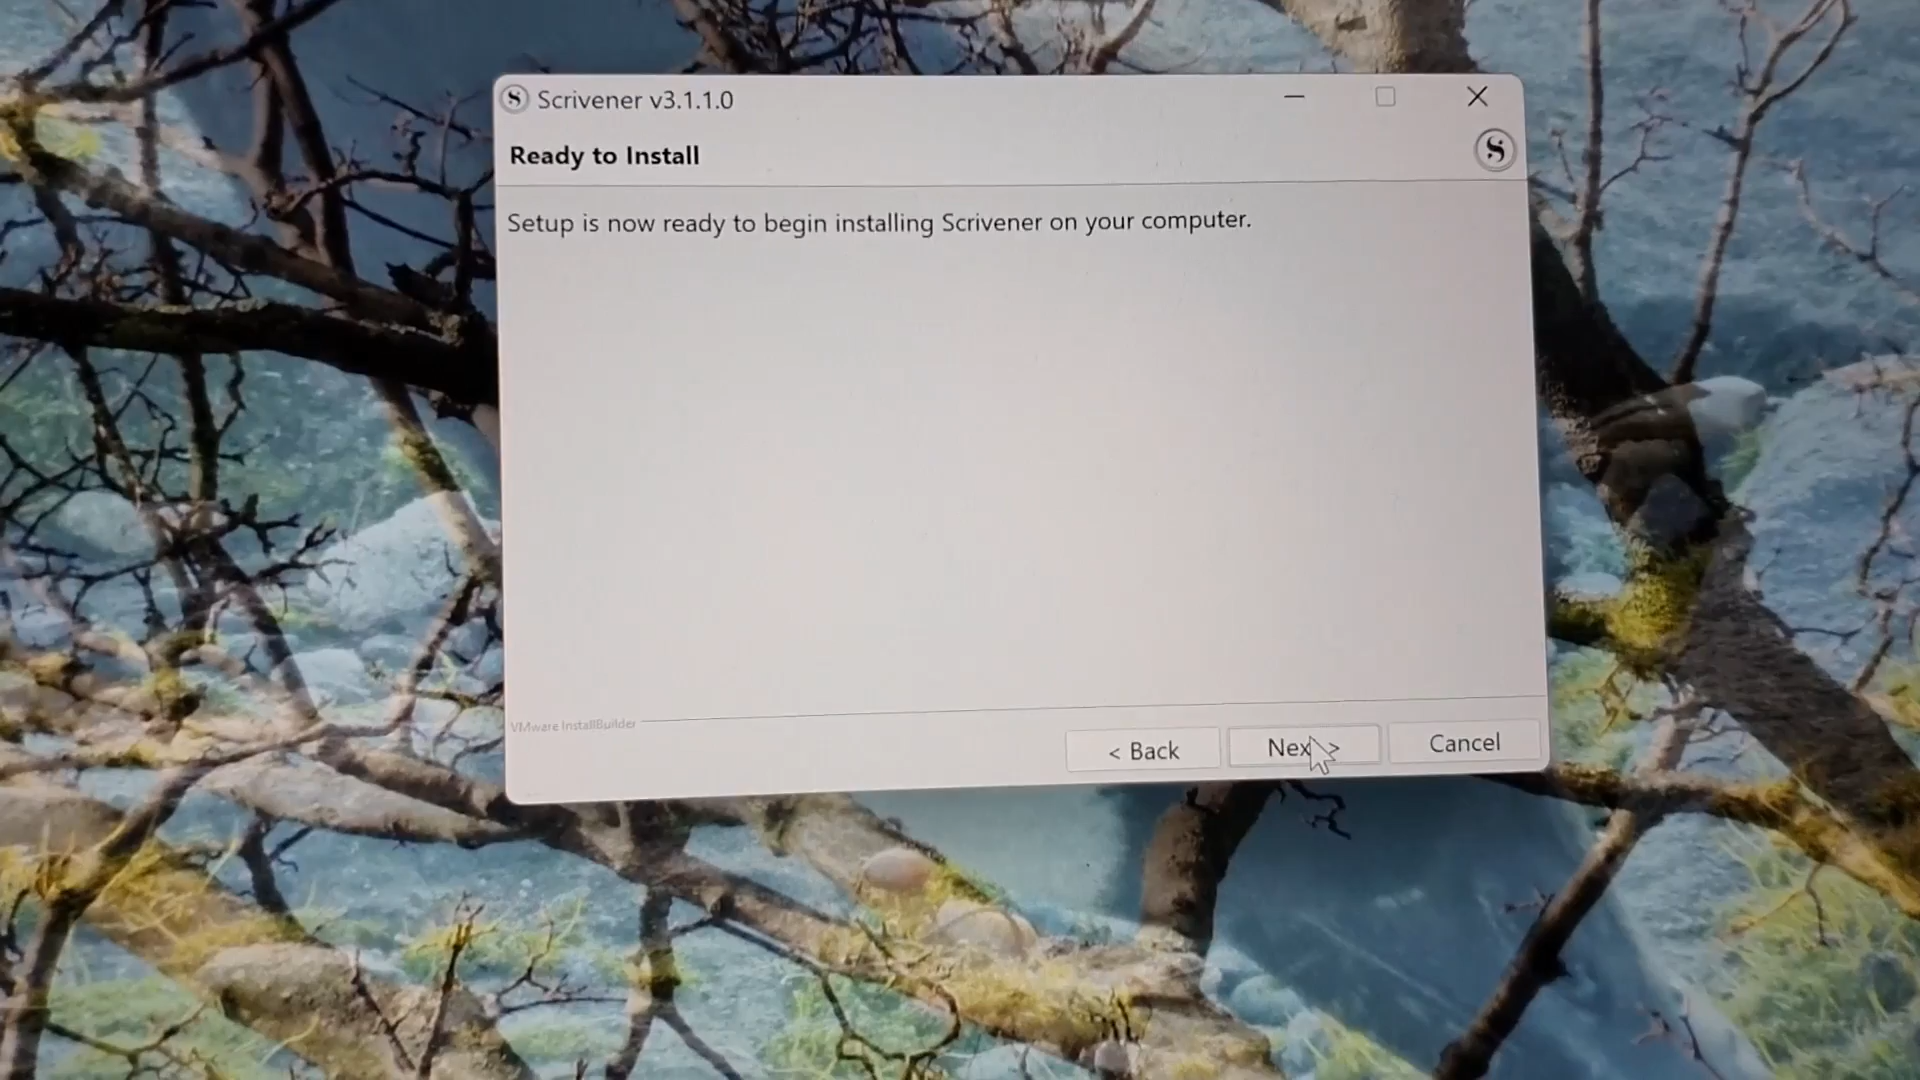 Scrivener v3.1.1.0
Ready to Install
Setup is now ready to begin installing Scrivener on your computer.
VMware InstallBuilder
< Back
Nex >
Cancel